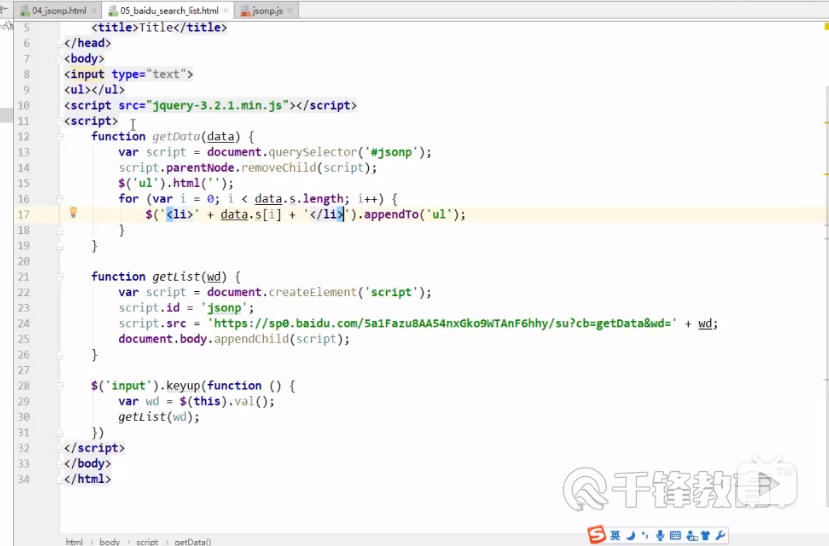 04_jsonp.html 05_baidu_search_list.html jsonp.js
5 <title>Title</title>
6 </head>
7 <body>
8 <input type="text">
9 <ul></ul>
10 <script src="jquery-3.2.1.min.js"></script>
11 <script>
12 function getData(data) {
13 var script = document.querySelector('#jsonp');
14 script.parentNode.removeChild(script);
15 $('ul').html('');
16 for (var i = 0; i < data.s.length; i++) {
17 $('<li>' + data.s[i] + '</li>').appendTo('ul');
18 }
19 }
20
21 function getList(wd) {
22 var script = document.createElement('script');
23 script.id = 'jsonp';
24 script.src = 'https://sp0.baidu.com/5a1Fazu8AA54nxGko9WTAnF6hhy/su?cb=getData&wd=' + wd;
25 document.body.appendChild(script);
26 }
27
28 $('input').keyup(function () {
29 var wd = $(this).val();
30 getList(wd);
31 })
32 </script>
33 </body>
34 </html>
千锋教育
英
html › body › script › getData()